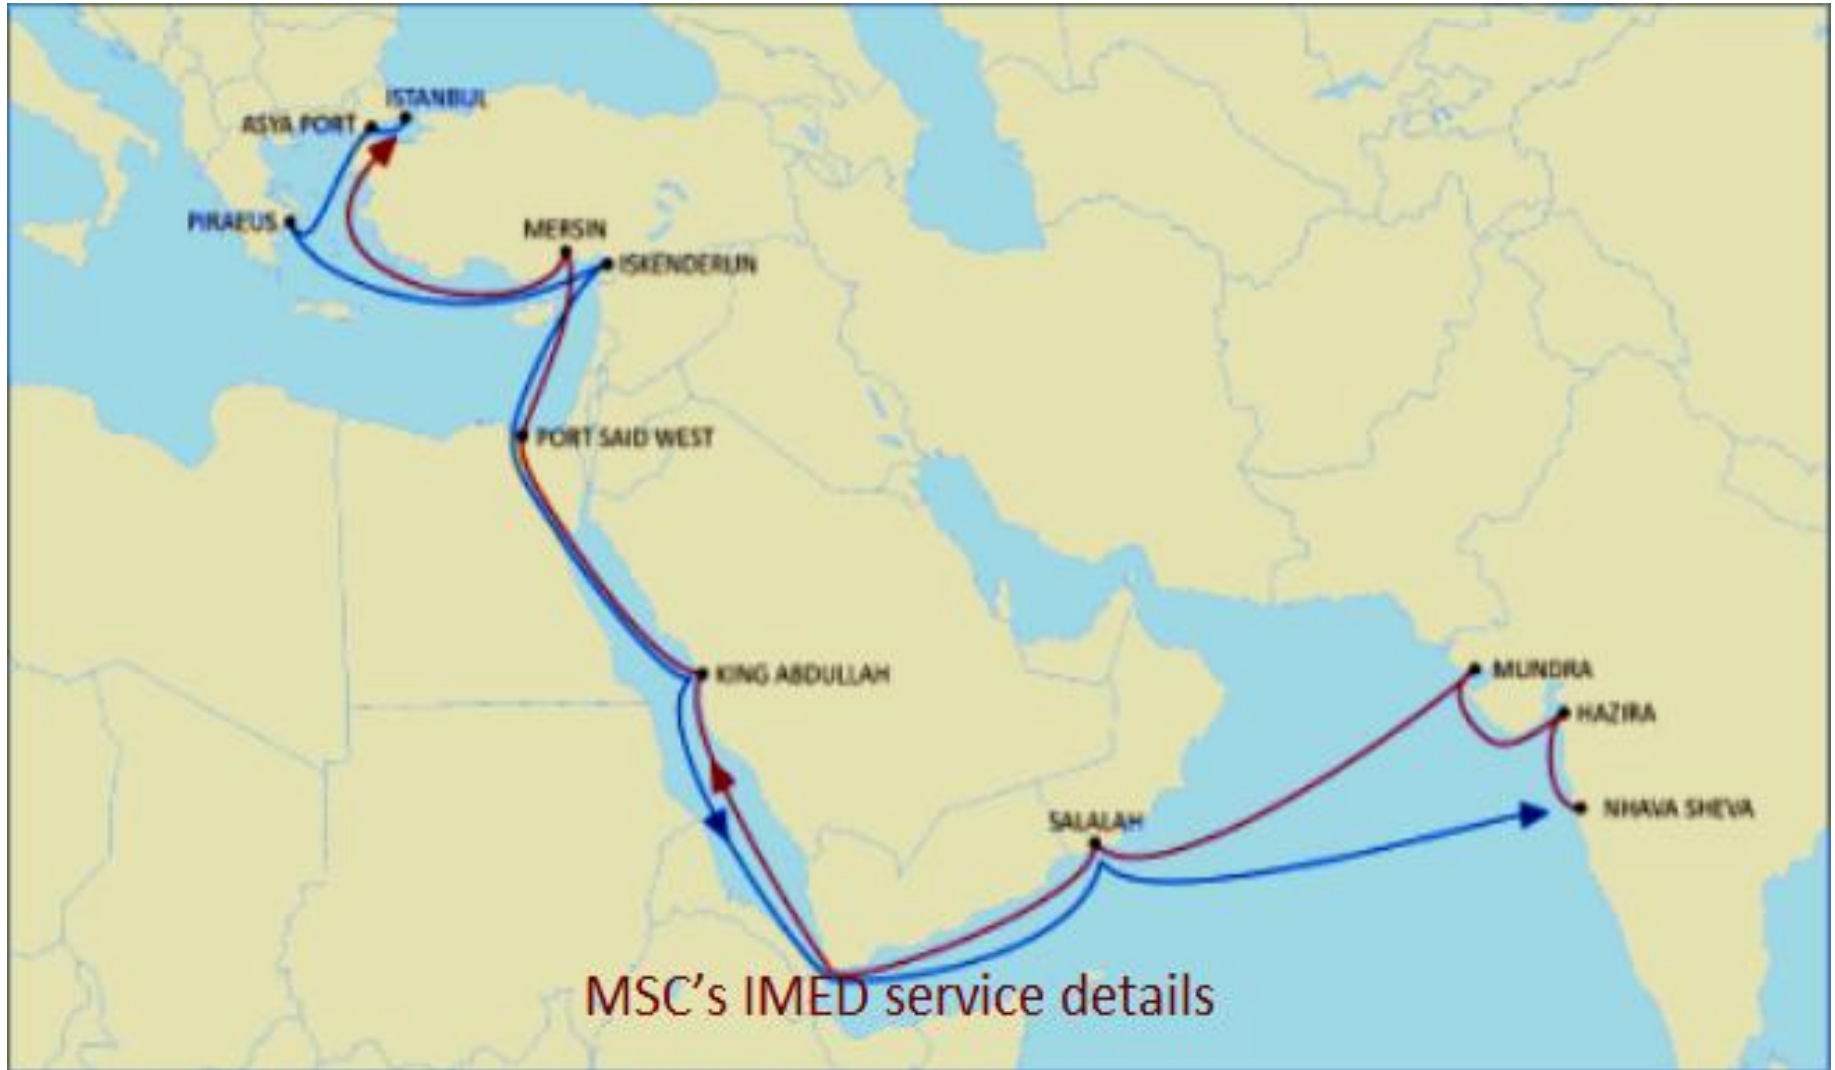 ISTANBUL
ASYA PORT
PIRAEUS
MERSIN
ISKENDERUN
PORT SAID WEST
KING ABDULLAH
MUNDRA
HAZIRA
NHAVA SHEVA
SALALAH
MSC's IMED service details